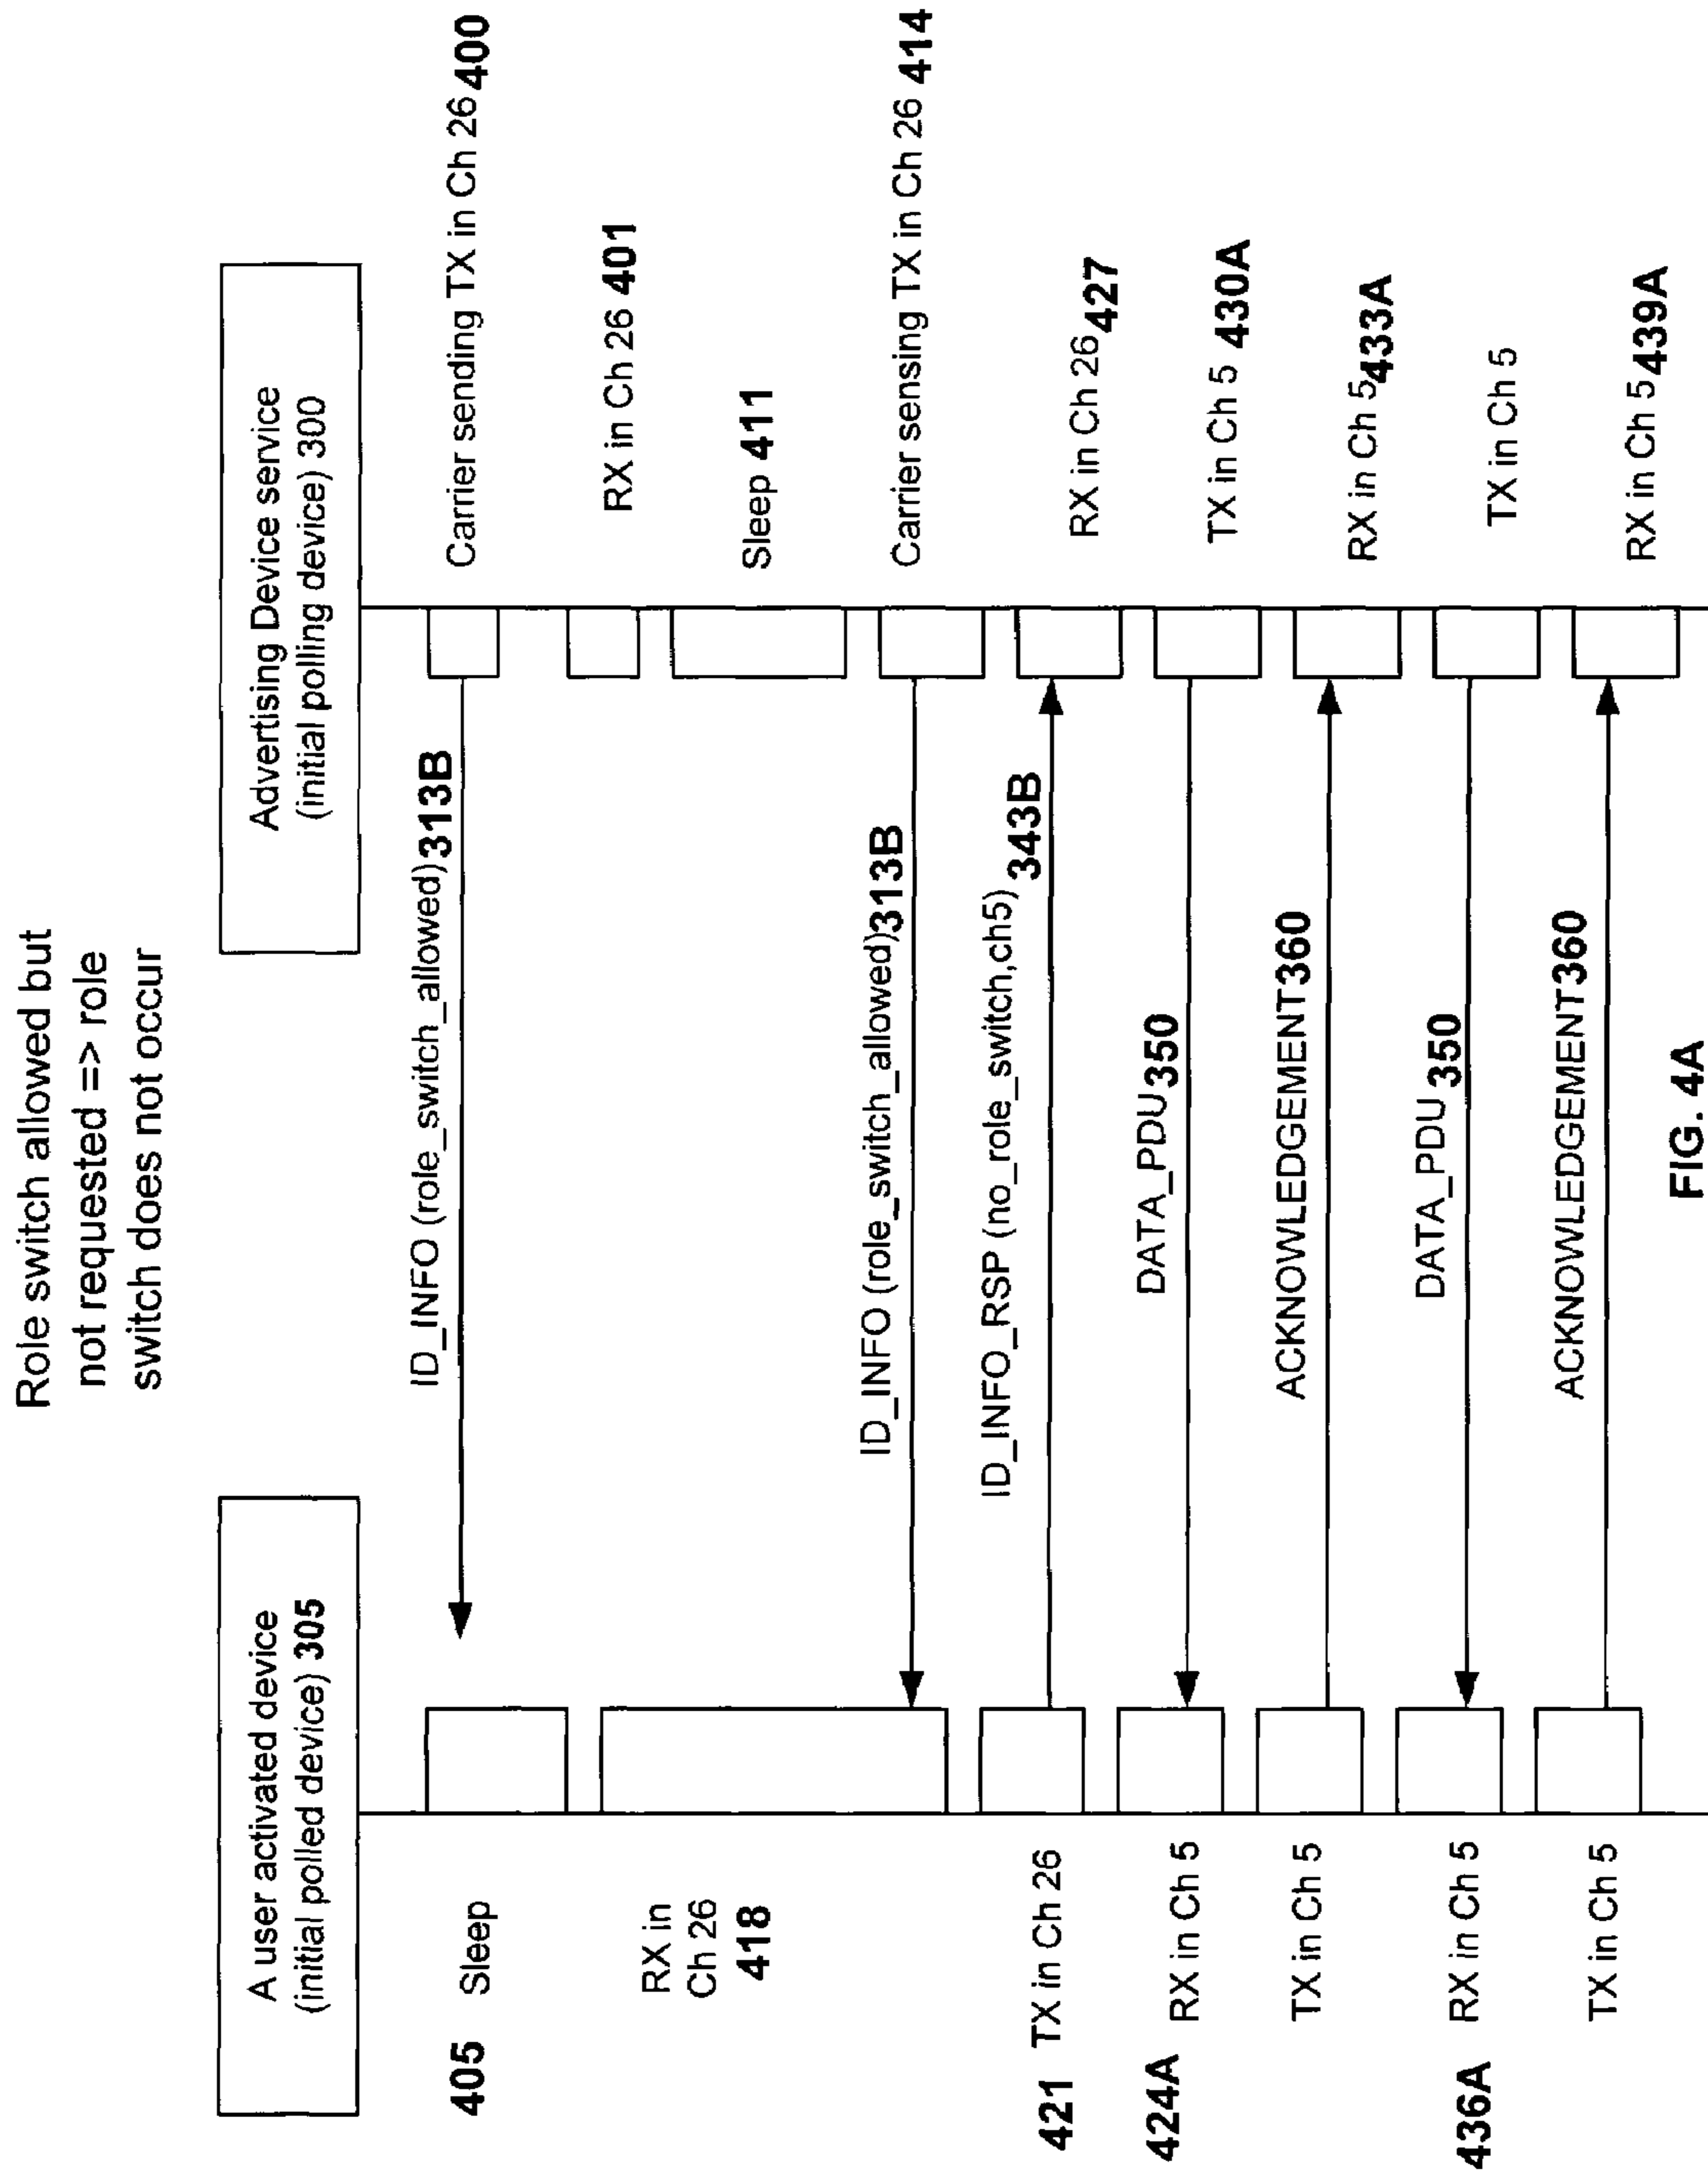 Role switch allowed but
not requested => role
switch does not occur
A user activated device
(initial polled device) 305
Advertising Device service
(initial polling device) 300
405 Sleep
ID_INFO (role_switch_allowed) 313B
Carrier sending TX in Ch 26 400
RX in Ch 26 401
RX in
Ch 26
418
Sleep 411
ID_INFO (role_switch_allowed) 313B
Carrier sensing TX in Ch 26 414
421 TX in Ch 26
ID_INFO_RSP (no_role_switch,ch5) 343B
RX in Ch 26 427
424A RX in Ch 5
DATA_PDU 350
TX in Ch 5 430A
TX in Ch 5
ACKNOWLEDGEMENT 360
RX in Ch 5 433A
436A RX in Ch 5
DATA_PDU 350
TX in Ch 5
TX in Ch 5
ACKNOWLEDGEMENT 360
RX in Ch 5 439A
FIG. 4A